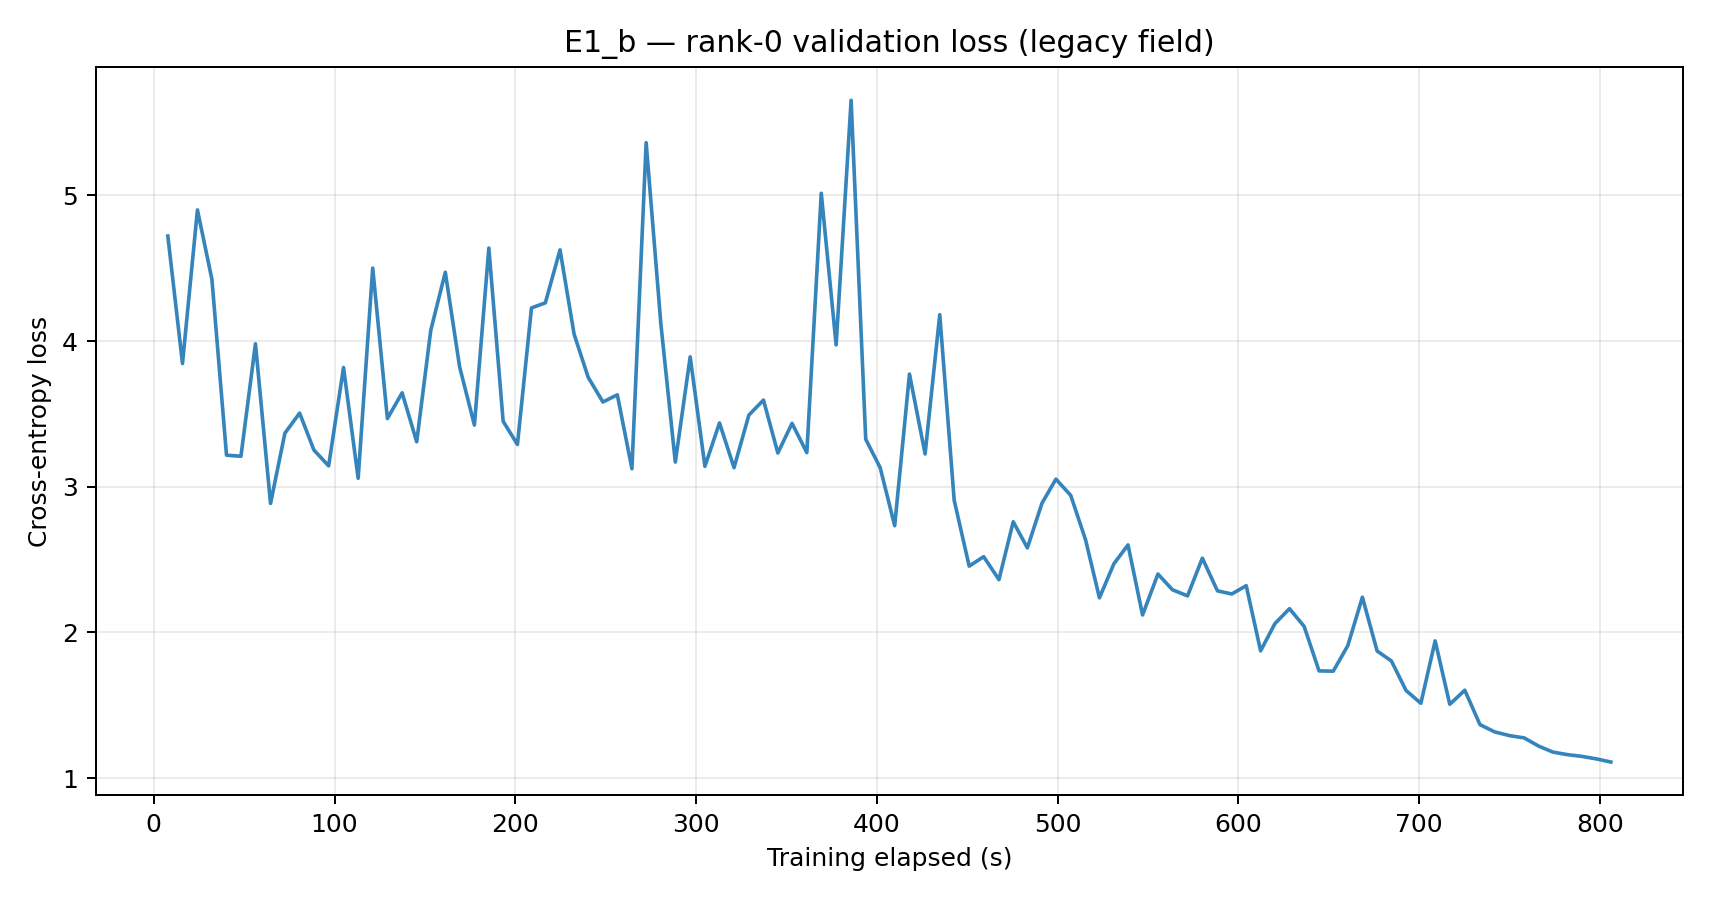 E1_b — rank-0 validation loss (legacy field)
Cross-entropy loss
5
4
3
2
1
0 100 200 300 400 500 600 700 800
Training elapsed (s)